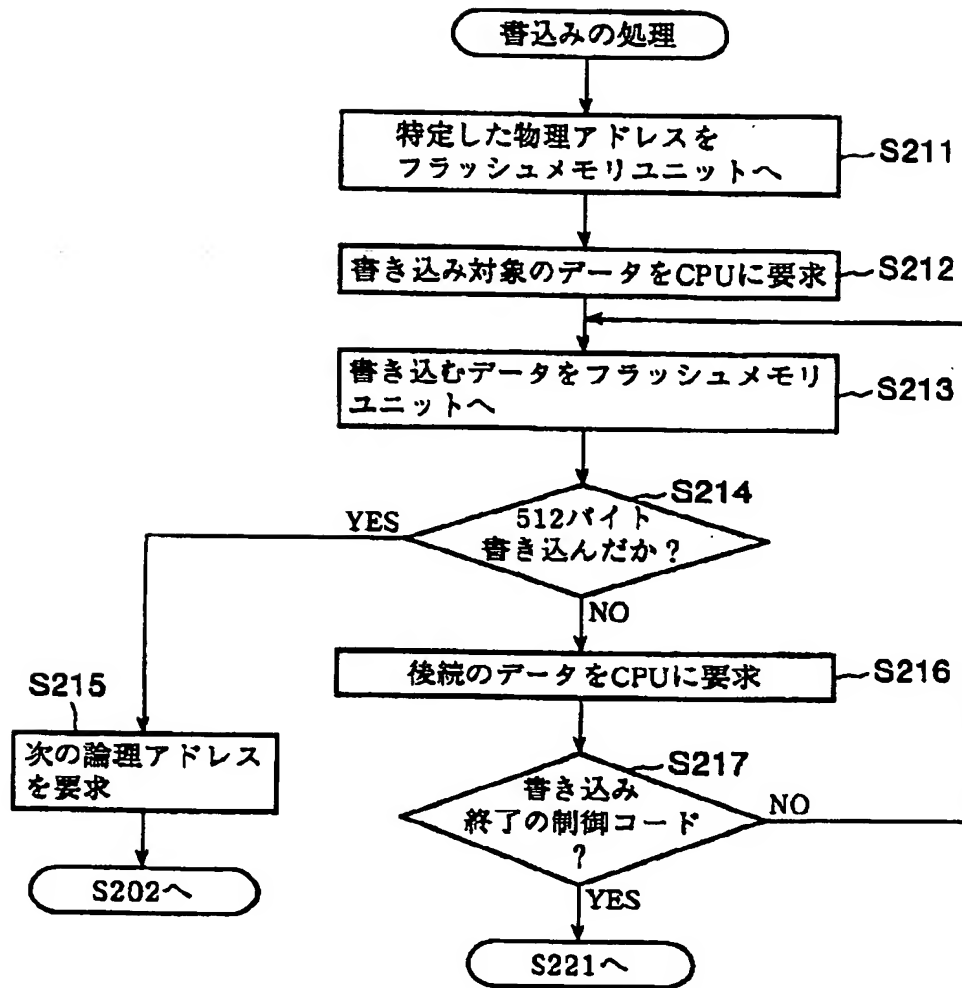 書込みの処理
特定した物理アドレスを
フラッシュメモリユニットへ
S211
書き込み対象のデータをCPUに要求
S212
書き込むデータをフラッシュメモリ
ユニットへ
S213
S214
512バイト
書き込んだか？
YES
NO
後続のデータをCPUに要求
S216
S215
次の論理アドレス
を要求
S202へ
S217
書き込み
終了の制御コード
？
NO
YES
S221へ